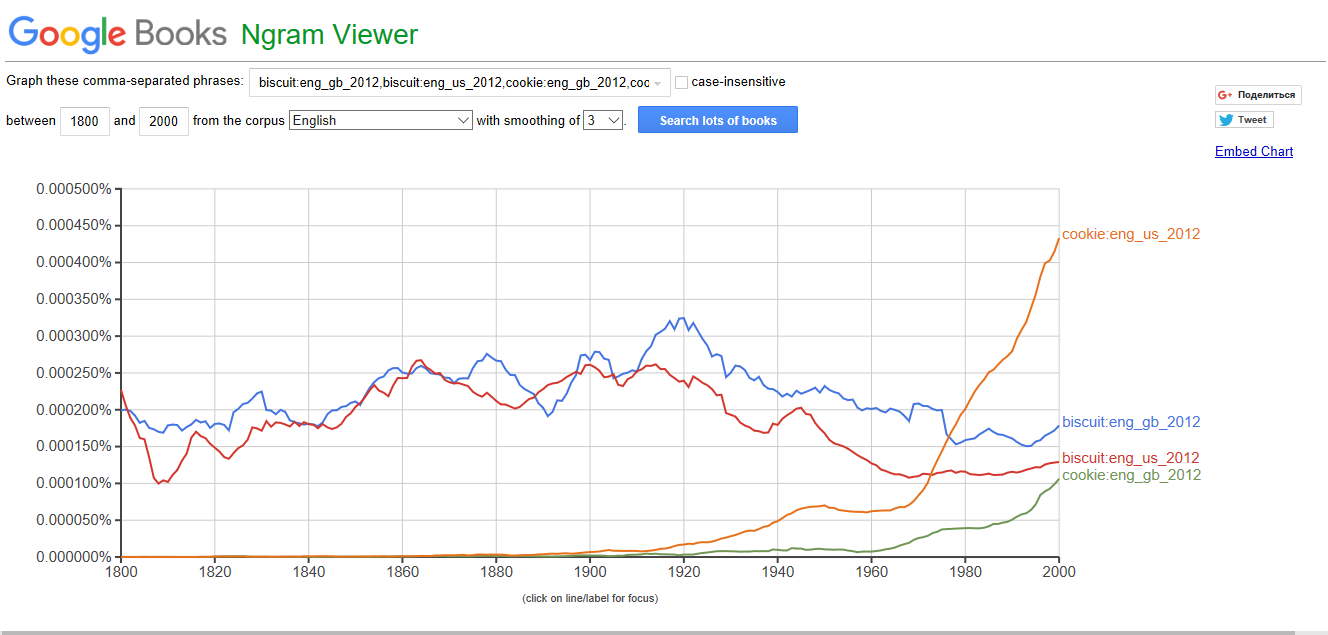 Google Books Ngram Viewer
Graph these comma-separated phrases: biscuit:eng_gb_2012,biscuit:eng_us_2012,cookie:eng_gb_2012,coc case-insensitive
between 1800 and 2000 from the corpus English with smoothing of 3 .
Search lots of books
G+ Поделиться
Tweet
Embed Chart
0.000500%
0.000450%
0.000400%
0.000350%
0.000300%
0.000250%
0.000200%
0.000150%
0.000100%
0.000050%
0.000000%
cookie:eng_us_2012
biscuit:eng_gb_2012
biscuit:eng_us_2012
cookie:eng_gb_2012
1800 1820 1840 1860 1880 1900 1920 1940 1960 1980 2000
(click on line/label for focus)